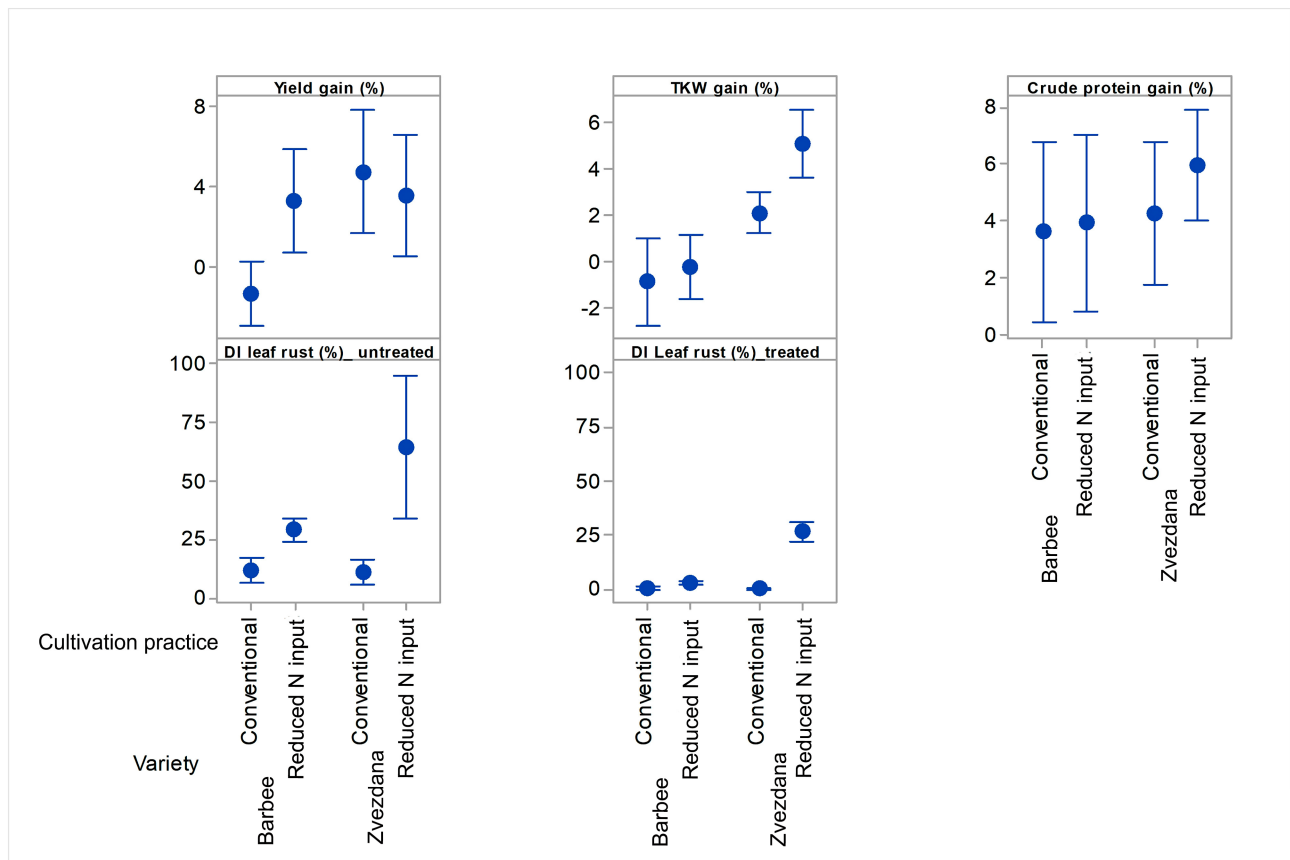 Yield gain (%)
8
4
0
TKW gain (%)
6
4
2
0
-2
Crude protein gain (%)
8
6
4
2
0
Conventional
Reduced N input
Conventional
Reduced N input
Barbee
Zvezdana
DI leaf rust (%)_ untreated
100
75
50
25
0
DI Leaf rust (%)_treated
100
75
50
25
0
Cultivation practice
Conventional
Reduced N input
Conventional
Reduced N input
Conventional
Reduced N input
Conventional
Reduced N input
Variety
Barbee
Zvezdana
Barbee
Zvezdana